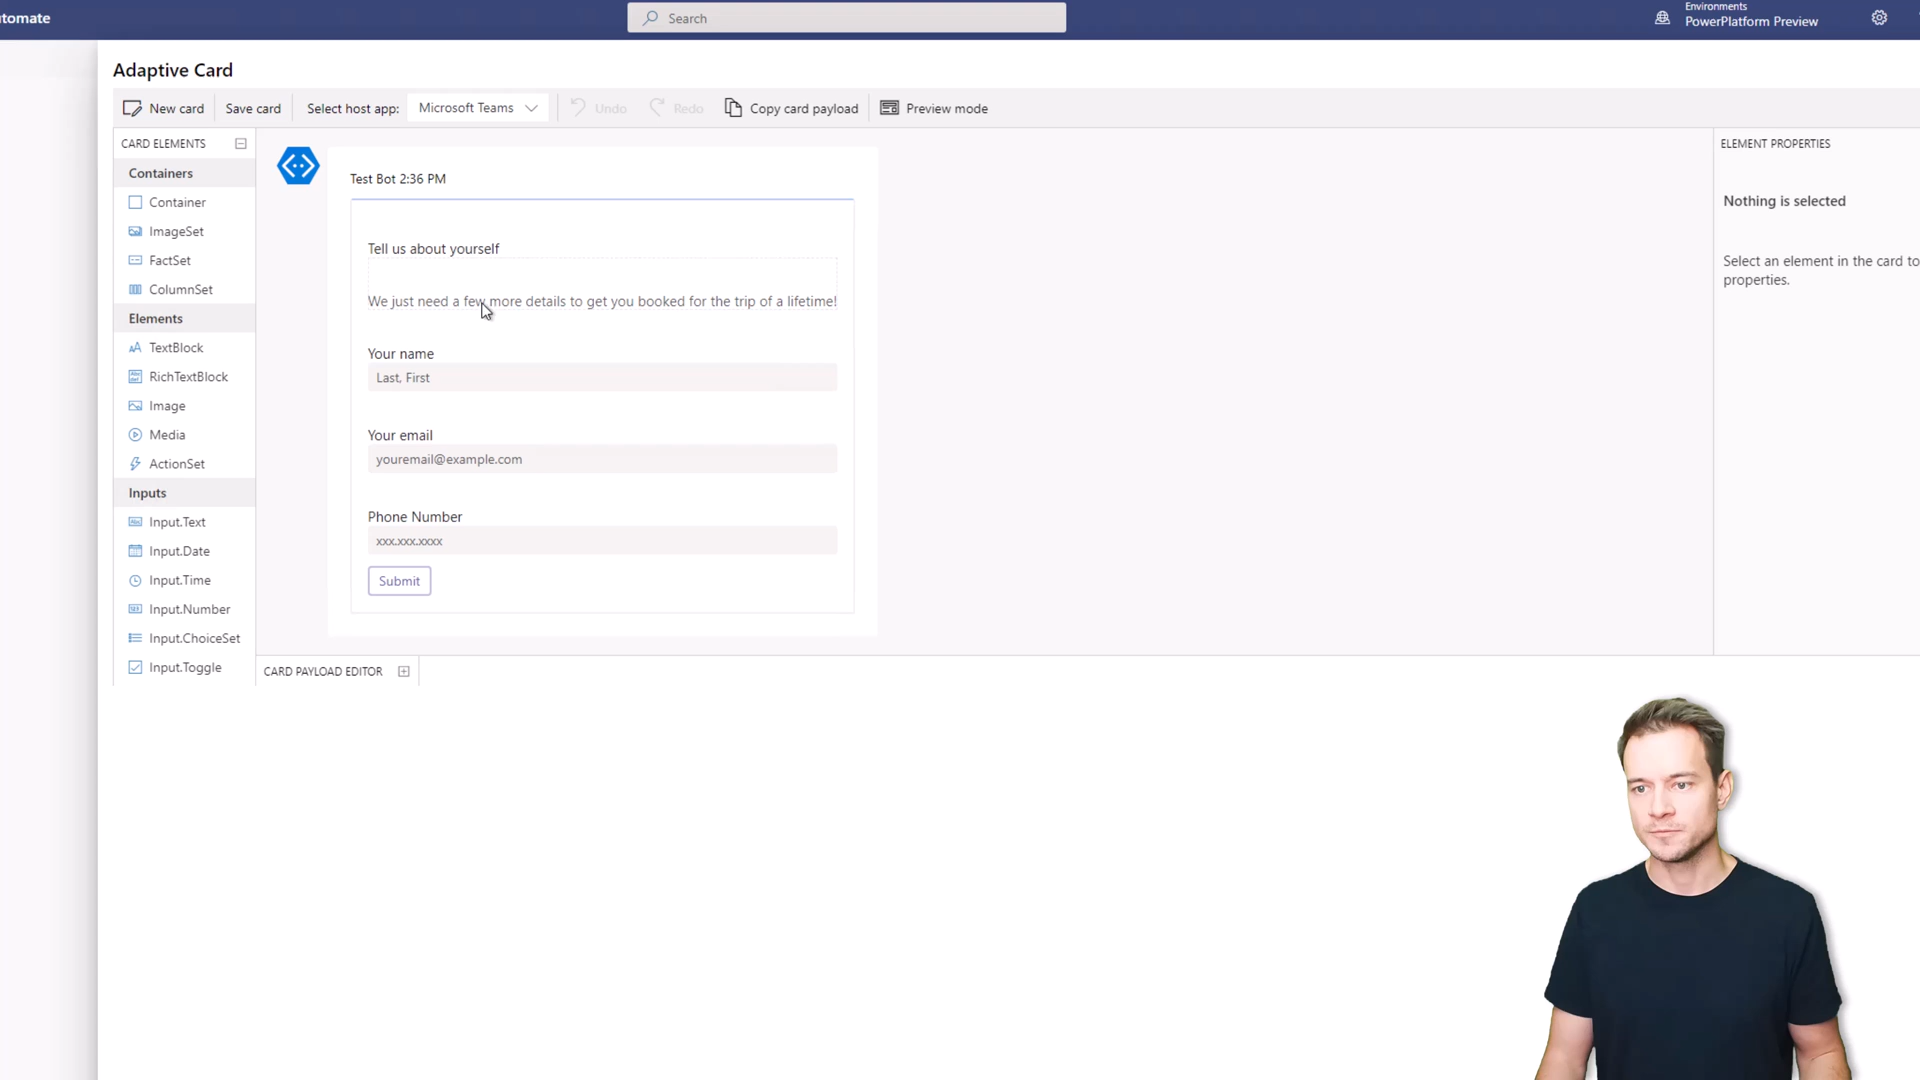 utomate
Search
Environments
PowerPlatform Preview
Adaptive Card
New card
Save card
Select host app:
Microsoft Teams
Undo
Redo
Copy card payload
Preview mode
CARD ELEMENTS
Containers
Container
ImageSet
FactSet
ColumnSet
Elements
TextBlock
RichTextBlock
Image
Media
ActionSet
Inputs
Input.Text
Input.Date
Input.Time
Input.Number
Input.ChoiceSet
Input.Toggle
Test Bot 2:36 PM
Tell us about yourself
We just need a few more details to get you booked for the trip of a lifetime!
Your name
Last, First
Your email
youremail@example.com
Phone Number
xxx.xxx.xxxx
Submit
CARD PAYLOAD EDITOR
ELEMENT PROPERTIES
Nothing is selected
Select an element in the card to
properties.